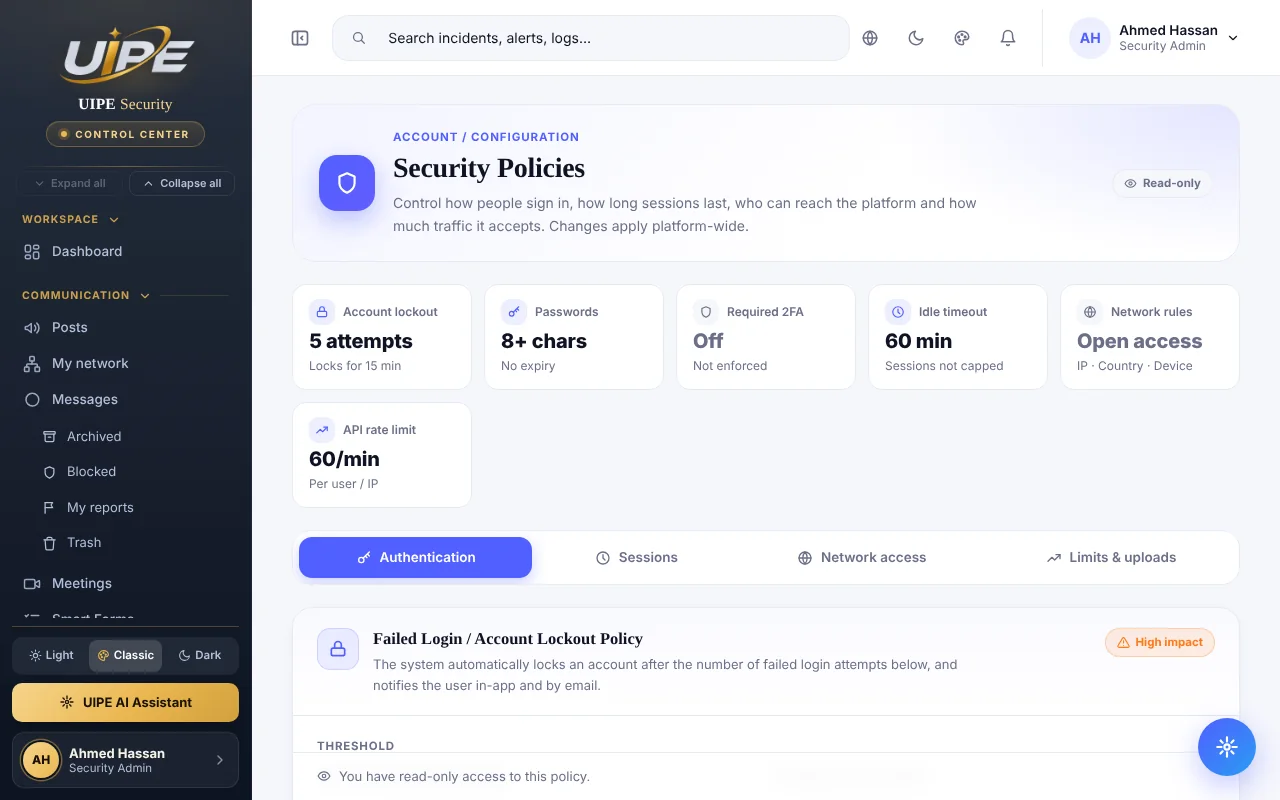 UIPE
UIPE Security
CONTROL CENTER
Expand all
Collapse all
WORKSPACE
Dashboard
COMMUNICATION
Posts
My network
Messages
Archived
Blocked
My reports
Trash
Meetings
Smart Forms
Light
Classic
Dark
UIPE AI Assistant
AH
Ahmed Hassan
Security Admin
Search incidents, alerts, logs...
AH
Ahmed Hassan
Security Admin
ACCOUNT / CONFIGURATION
Security Policies
Control how people sign in, how long sessions last, who can reach the platform and how
much traffic it accepts. Changes apply platform-wide.
Read-only
Account lockout
5 attempts
Locks for 15 min
Passwords
8+ chars
No expiry
Required 2FA
Off
Not enforced
Idle timeout
60 min
Sessions not capped
Network rules
Open access
IP · Country · Device
API rate limit
60/min
Per user / IP
Authentication
Sessions
Network access
Limits & uploads
Failed Login / Account Lockout Policy
The system automatically locks an account after the number of failed login attempts below, and
notifies the user in-app and by email.
High impact
THRESHOLD
You have read-only access to this policy.